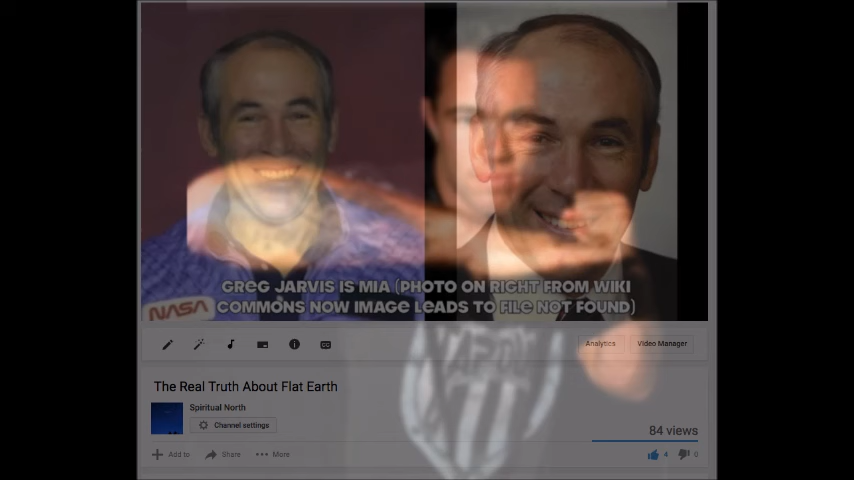 GREG JARVIS IS MIA (PHOTO ON RIGHT FROM WIKI
NASA COMMONS NOW IMAGE LEADS TO FILE NOT FOUND)
CC
Analytics
Video Manager
The Real Truth About Flat Earth
Spiritual North
Channel settings
84 views
Add to
Share
More
4
0